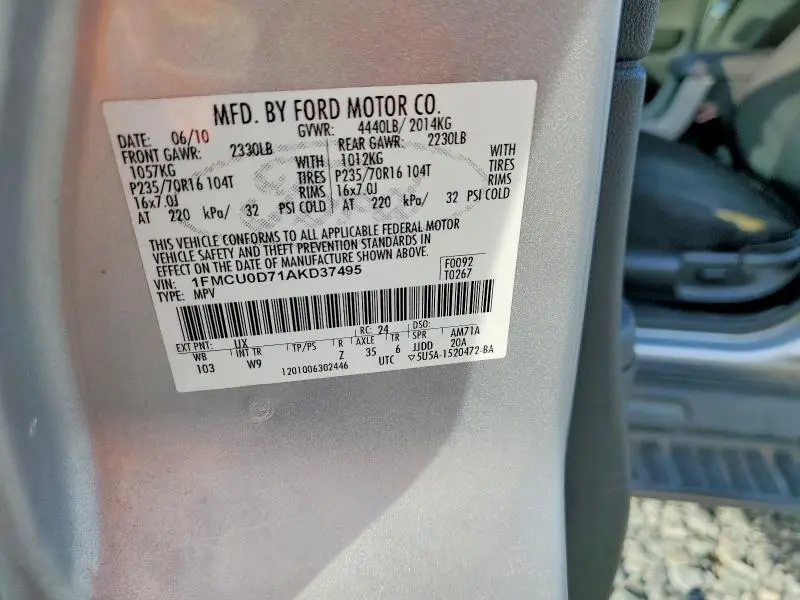 MFD. BY FORD MOTOR CO.
DATE: 06/10 GVWR: 4440LB/ 2014KG
FRONT GAWR: 2330LB REAR GAWR: 2230LB
1057KG WITH 1012KG WITH
P235/70R16 104T TIRES P235/70R16 104T TIRES
16x7.0J RIMS 16x7.0J RIMS
AT 220 kPa/ 32 PSI COLD AT 220 kPa/ 32 PSI COLD
THIS VEHICLE CONFORMS TO ALL APPLICABLE FEDERAL MOTOR
VEHICLE SAFETY AND THEFT PREVENTION STANDARDS IN
EFFECT ON THE DATE OF MANUFACTURE SHOWN ABOVE.
VIN: 1FMCU0D71AKD37495 F0092
TYPE: MPV T0267
EXT PNT: UX RC: 24 DSO:
WB INT TR TP/PS R AXLE TR SPR AM71A
103 W9 Z 35 6 JJDD 20A
1201006302446 UTC ▽5U5A-1520472-BA